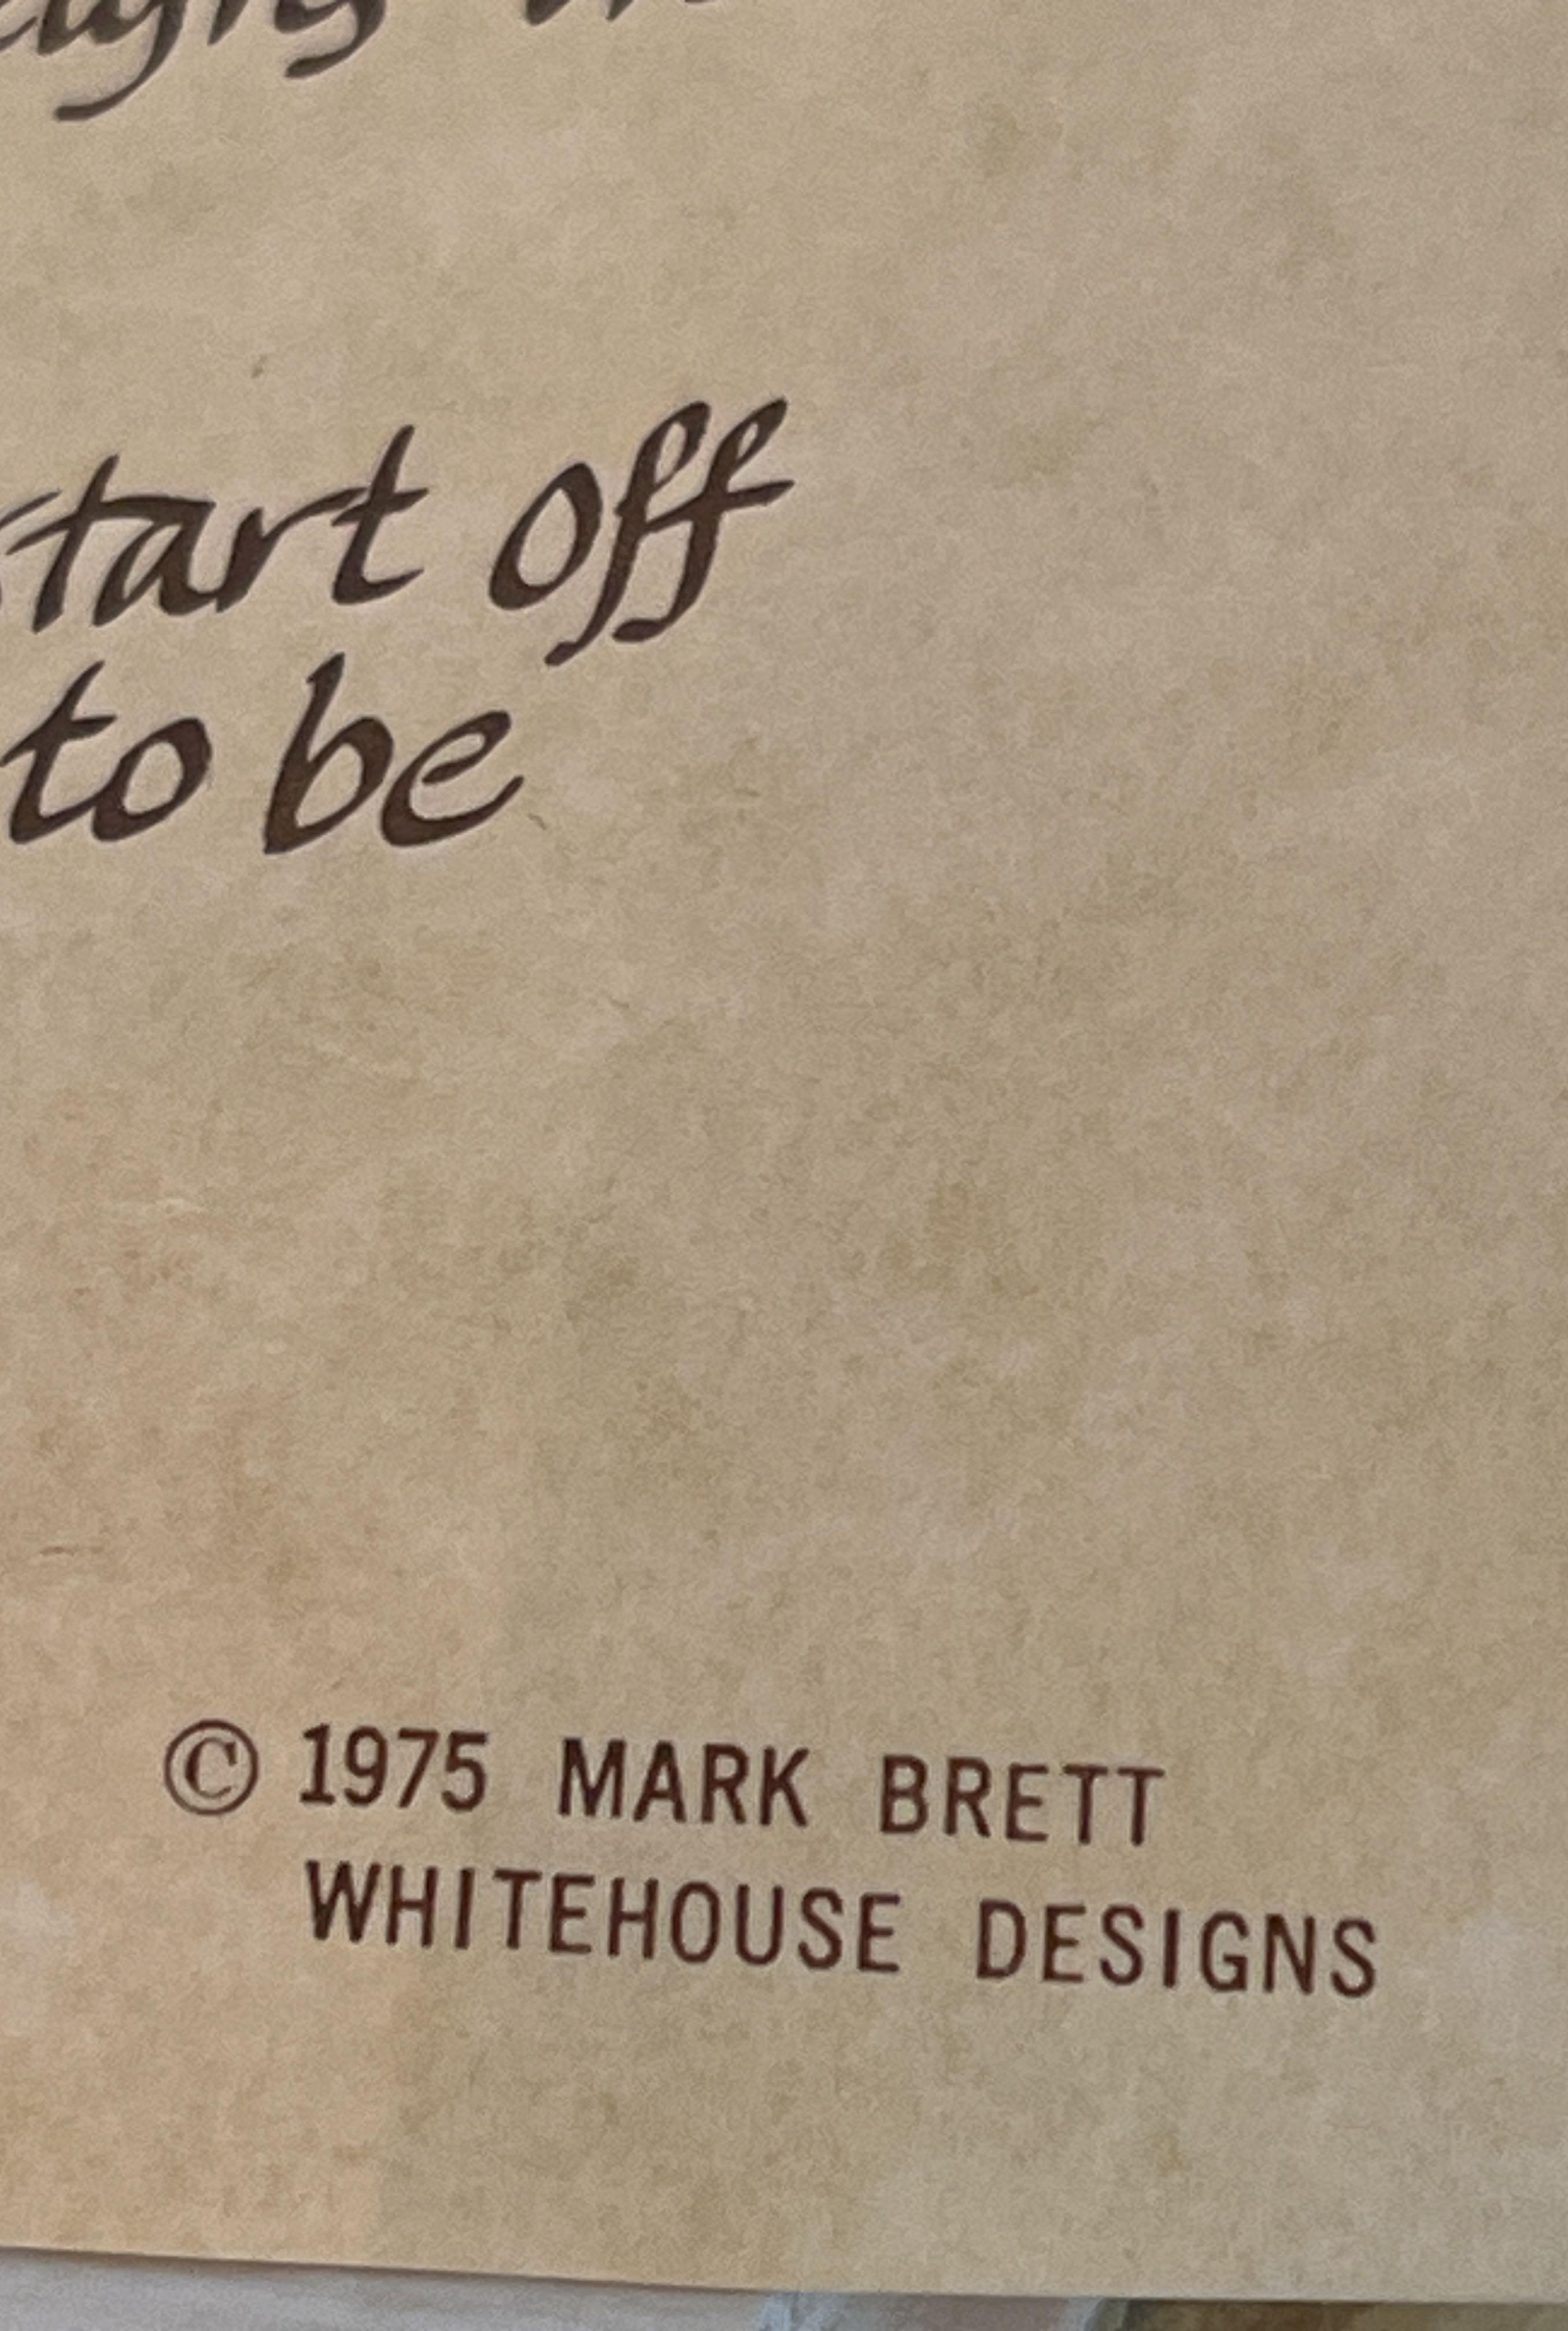 start off
to be
© 1975 MARK BRETT
WHITEHOUSE DESIGNS